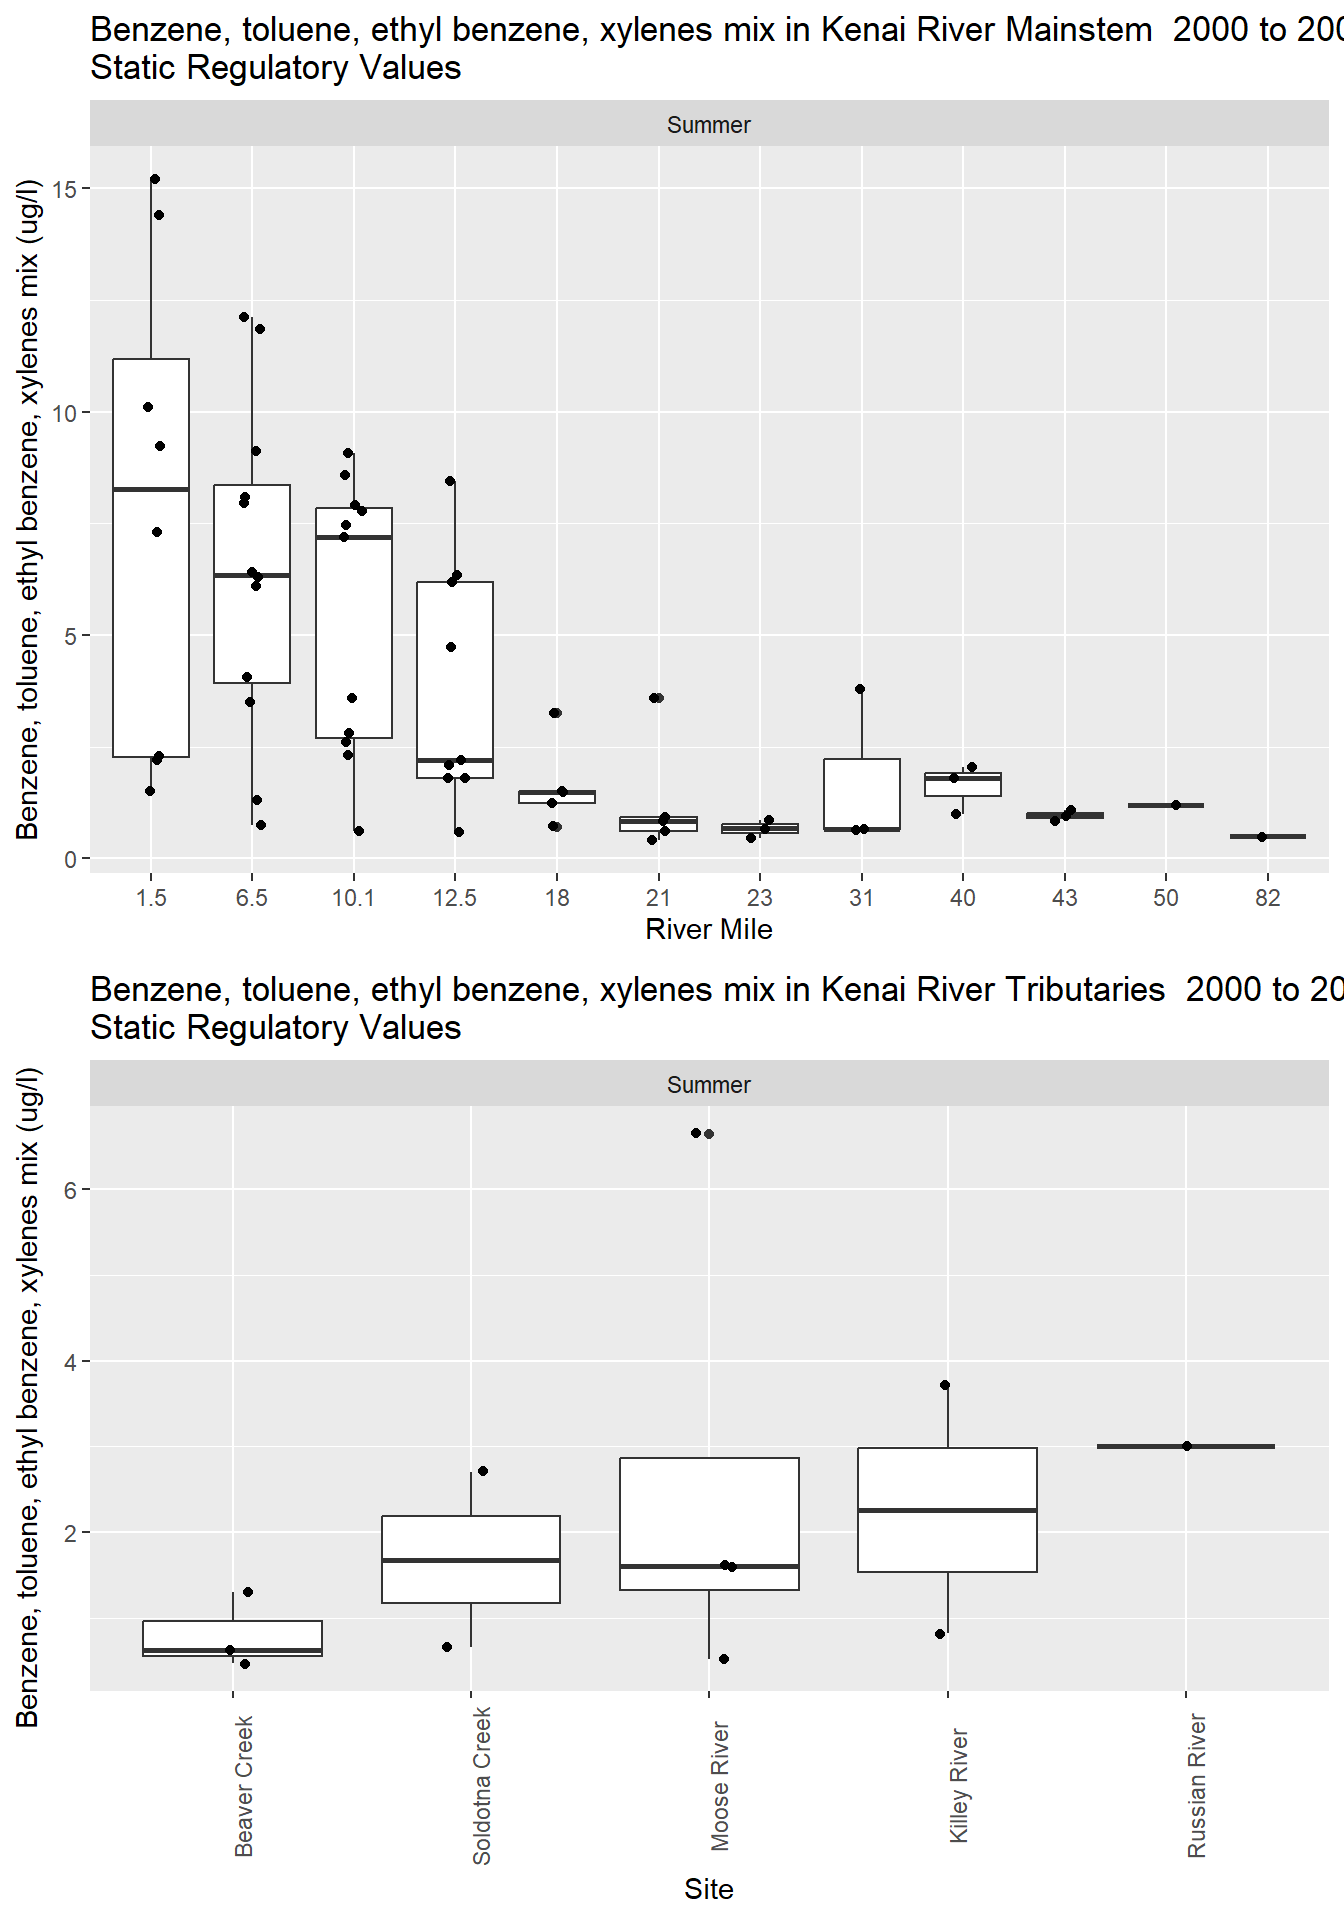 Benzene, toluene, ethyl benzene, xylenes mix in Kenai River Mainstem  2000 to 200
Static Regulatory Values
Summer
Benzene, toluene, ethyl benzene, xylenes mix (ug/l)
15
10
5
0
1.5 6.5 10.1 12.5 18 21 23 31 40 43 50 82
River Mile
Benzene, toluene, ethyl benzene, xylenes mix in Kenai River Tributaries  2000 to 20
Static Regulatory Values
Summer
Benzene, toluene, ethyl benzene, xylenes mix (ug/l)
6
4
2
Beaver Creek
Soldotna Creek
Moose River
Killey River
Russian River
Site